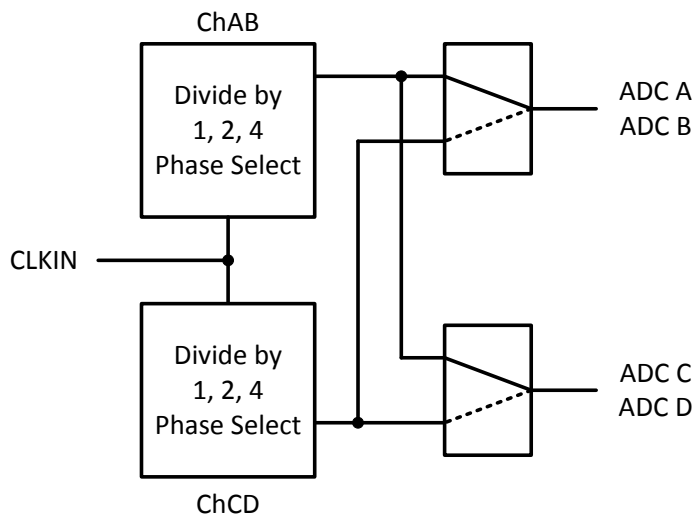 ChAB
Divide by
1, 2, 4
Phase Select
ADC A
ADC B
CLKIN
Divide by
1, 2, 4
Phase Select
ADC C
ADC D
ChCD